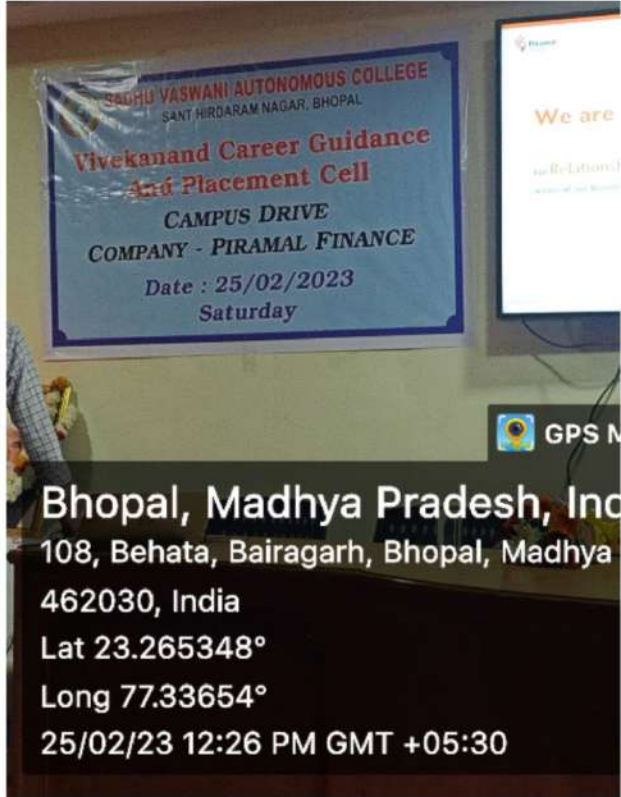 SADHU VASWANI AUTONOMOUS COLLEGE
SANT HIRDARAM NAGAR, BHOPAL
Vivekanand Career Guidance
And Placement Cell
CAMPUS DRIVE
COMPANY - PIRAMAL FINANCE
Date : 25/02/2023
Saturday
Piramal
We are
Relations
GPS M
Bhopal, Madhya Pradesh, Ind
108, Behata, Bairagarh, Bhopal, Madhya
462030, India
Lat 23.265348°
Long 77.33654°
25/02/23 12:26 PM GMT +05:30